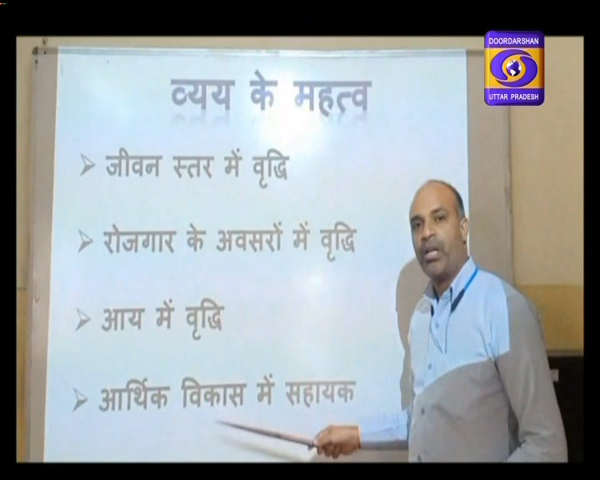 DOORDARSHAN
UTTAR PRADESH
व्यय के महत्व
जीवन स्तर में वृद्धि
रोजगार के अवसरों में वृद्धि
आय में वृद्धि
आर्थिक विकास में सहायक